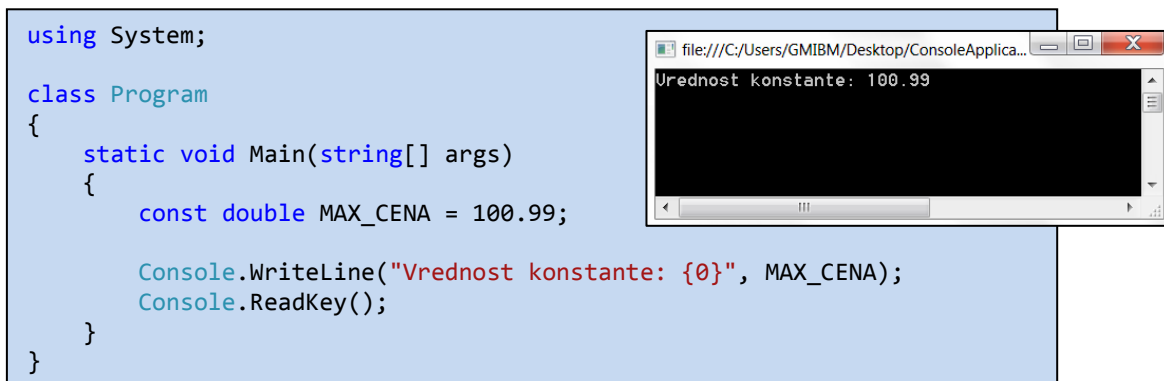 using System;
class Program
{
static void Main(string[] args)
{
const double MAX_CENA = 100.99;
Console.WriteLine("Vrednost konstante: {0}", MAX_CENA);
Console.ReadKey();
}
}
file:///C:/Users/GMIBM/Desktop/ConsoleApplica...
Vrednost konstante: 100.99